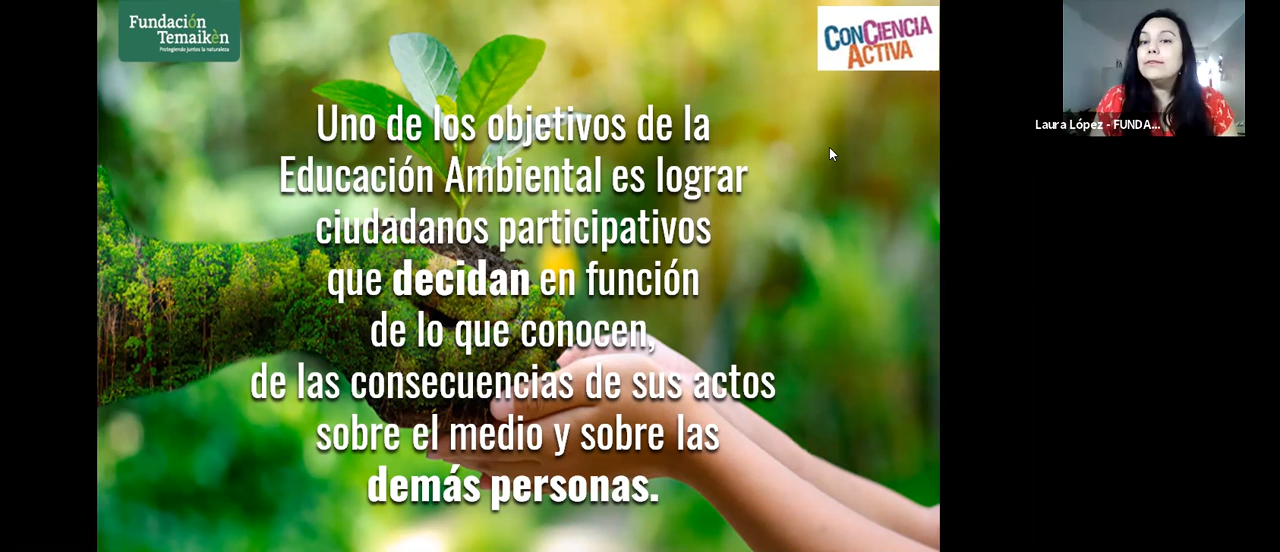 Fundación
Temaikèn
Protegiendo juntos la naturaleza
CONCIENCIA
ACTIVA
Uno de los objetivos de la
Educación Ambiental es lograr
ciudadanos participativos
que decidan en función
de lo que conocen,
de las consecuencias de sus actos
sobre el medio y sobre las
demás personas.
Laura López - FUNDA...